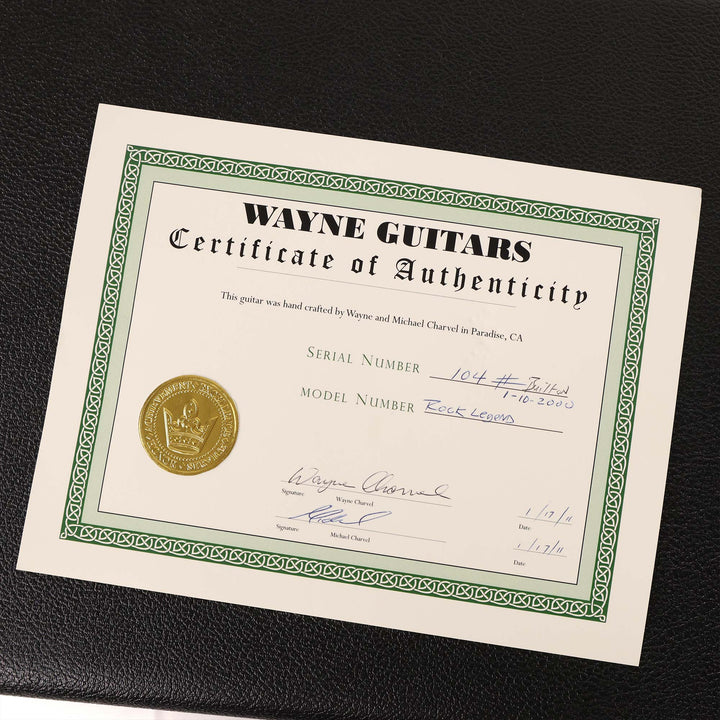 WAYNE GUITARS
Certificate of Authenticity
This guitar was hand crafted by Wayne and Michael Charvel in Paradise, CA
SERIAL NUMBER 104 # Built on
1-10-2000
MODEL NUMBER ROCK LEGEND
Wayne Charvel
Signature Wayne Charvel
1/17/11
Date
Signature Michael Charvel
1/17/11
Date